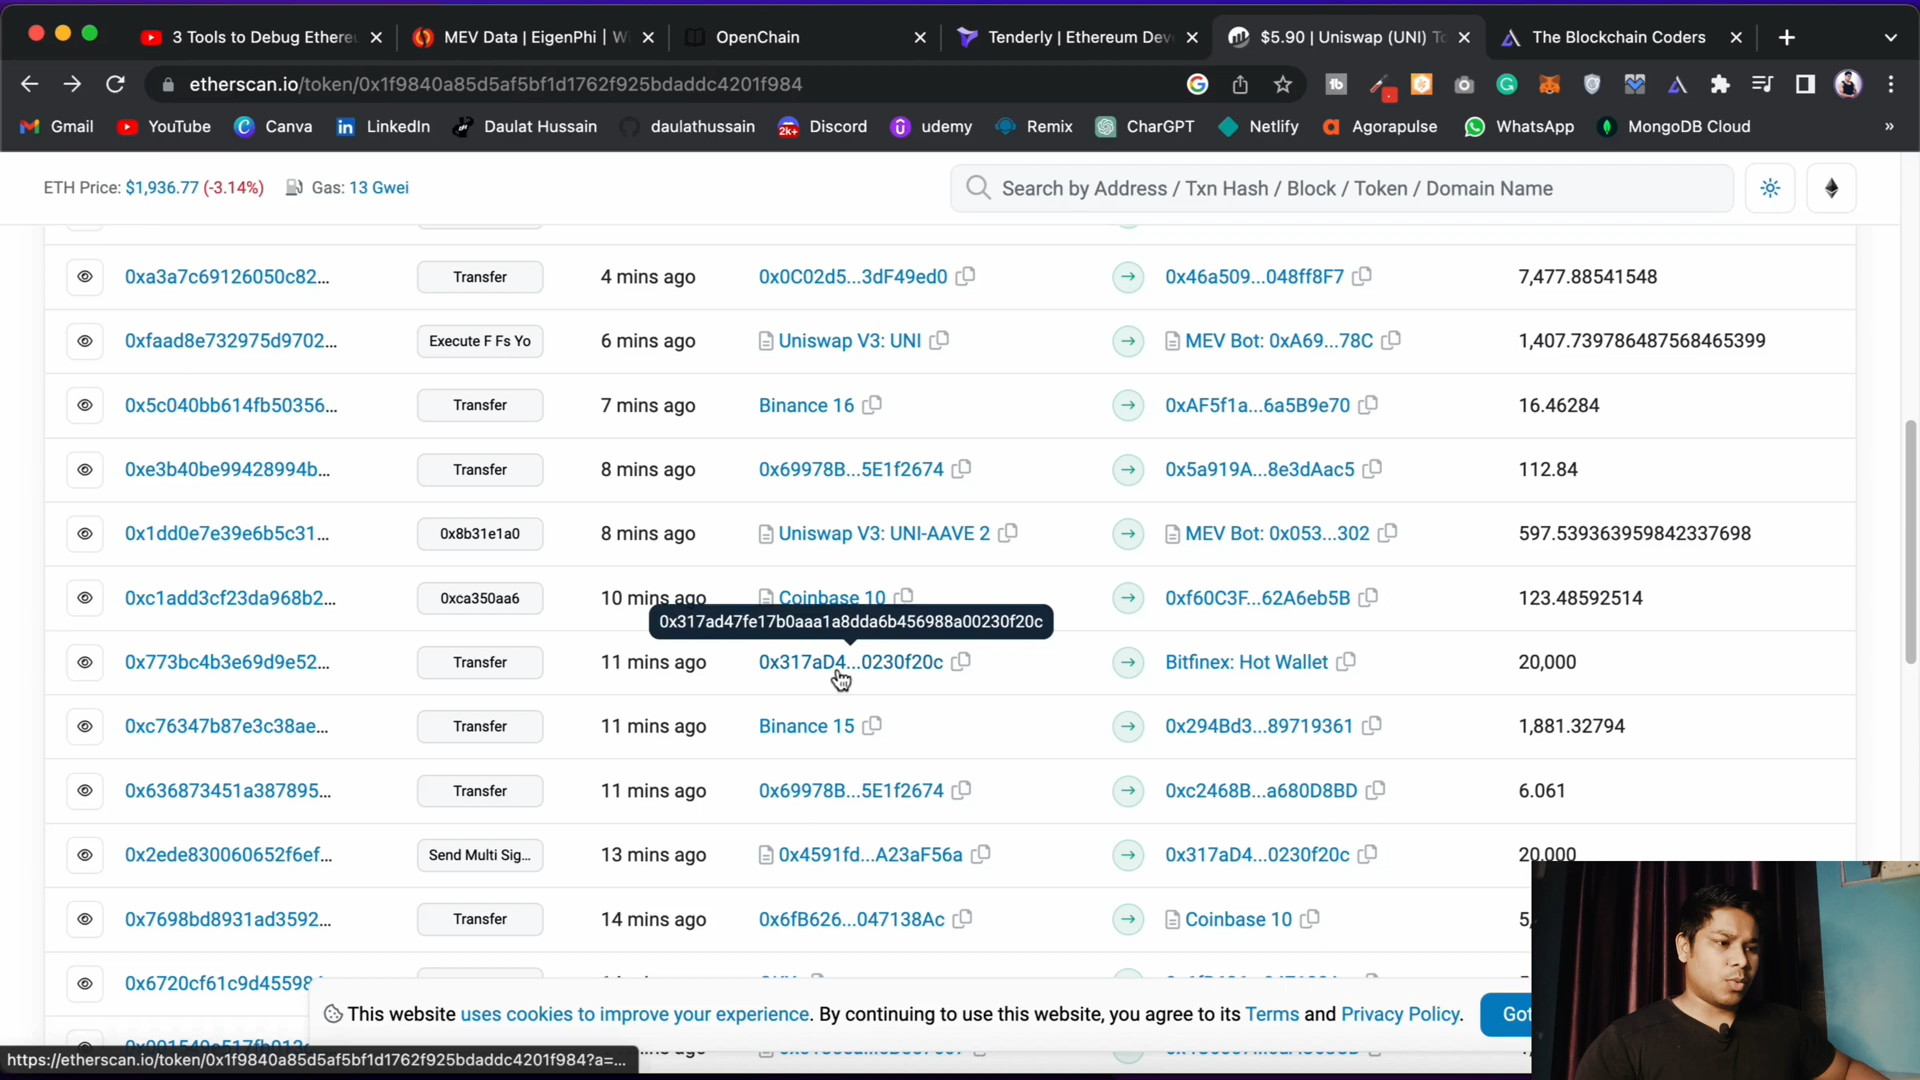 3 Tools to Debug Ethere
MEV Data | EigenPhi | W
OpenChain
Tenderly | Ethereum Dev
$5.90 | Uniswap (UNI) To
The Blockchain Coders
etherscan.io/token/0x1f9840a85d5af5bf1d1762f925bdaddc4201f984
Gmail
YouTube
Canva
LinkedIn
Daulat Hussain
daulathussain
2k+
Discord
udemy
Remix
CharGPT
Netlify
Agorapulse
WhatsApp
MongoDB Cloud
»
ETH Price: $1,936.77 (-3.14%)
Gas: 13 Gwei
Search by Address / Txn Hash / Block / Token / Domain Name
0xa3a7c69126050c82... Transfer 4 mins ago 0x0C02d5...3dF49ed0 0x46a509...048ff8F7 7,477.88541548
0xfaad8e732975d9702... Execute F Fs Yo 6 mins ago Uniswap V3: UNI MEV Bot: 0xA69...78C 1,407.739786487568465399
0x5c040bb614fb50356... Transfer 7 mins ago Binance 16 0xAF5f1a...6a5B9e70 16.46284
0xe3b40be99428994b... Transfer 8 mins ago 0x69978B...5E1f2674 0x5a919A...8e3dAac5 112.84
0x1dd0e7e39e6b5c31... 0x8b31e1a0 8 mins ago Uniswap V3: UNI-AAVE 2 MEV Bot: 0x053...302 597.539363959842337698
0xc1add3cf23da968b2... 0xca350aa6 10 mins ago Coinbase 10 0xf60C3F...62A6eb5B 123.48592514
0x317ad47fe17b0aaa1a8dda6b456988a00230f20c
0x773bc4b3e69d9e52... Transfer 11 mins ago 0x317aD4...0230f20c Bitfinex: Hot Wallet 20,000
0xc76347b87e3c38ae... Transfer 11 mins ago Binance 15 0x294Bd3...89719361 1,881.32794
0x636873451a387895... Transfer 11 mins ago 0x69978B...5E1f2674 0xc2468B...a680D8BD 6.061
0x2ede830060652f6ef... Send Multi Sig... 13 mins ago 0x4591fd...A23aF56a 0x317aD4...0230f20c 20,000
0x7698bd8931ad3592... Transfer 14 mins ago 0x6fB626...047138Ac Coinbase 10 5,
0x6720cf61c9d455984
This website uses cookies to improve your experience. By continuing to use this website, you agree to its Terms and Privacy Policy.
Got
https://etherscan.io/token/0x1f9840a85d5af5bf1d1762f925bdaddc4201f984?a=...